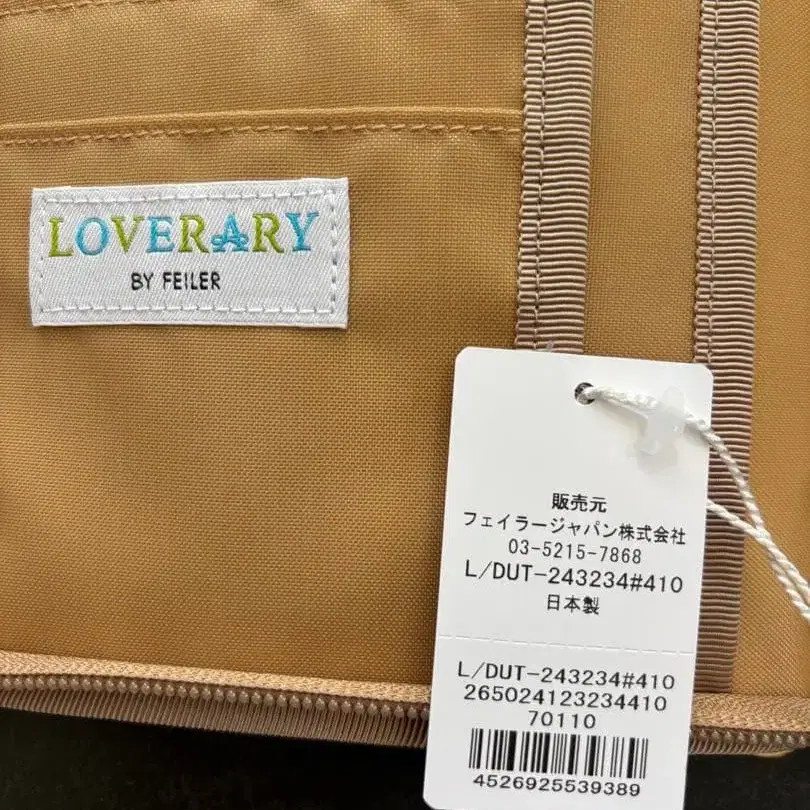 LOVERARY
BY FEILER
販売元
フェイラージャパン株式会社
03-5215-7868
L/DUT-243234#410
日本製
L/DUT-243234#410
265024123234410
70110
4526925539389